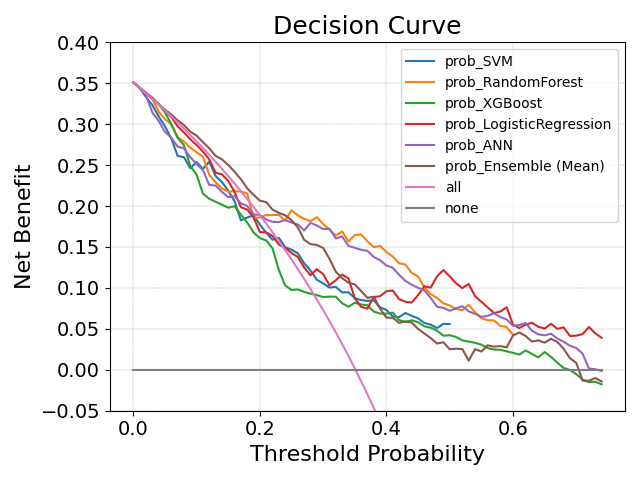 Decision Curve
Net Benefit
0.40
0.35
0.30
0.25
0.20
0.15
0.10
0.05
0.00
−0.05
prob_SVM
prob_RandomForest
prob_XGBoost
prob_LogisticRegression
prob_ANN
prob_Ensemble (Mean)
all
none
0.0 0.2 0.4 0.6
Threshold Probability